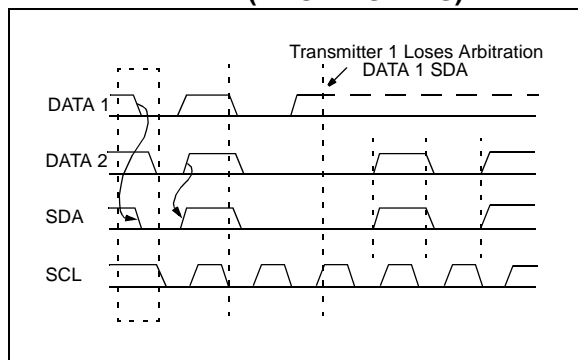 Transmitter 1 Loses Arbitration
DATA 1 SDA
DATA 1
DATA 2
SDA
SCL